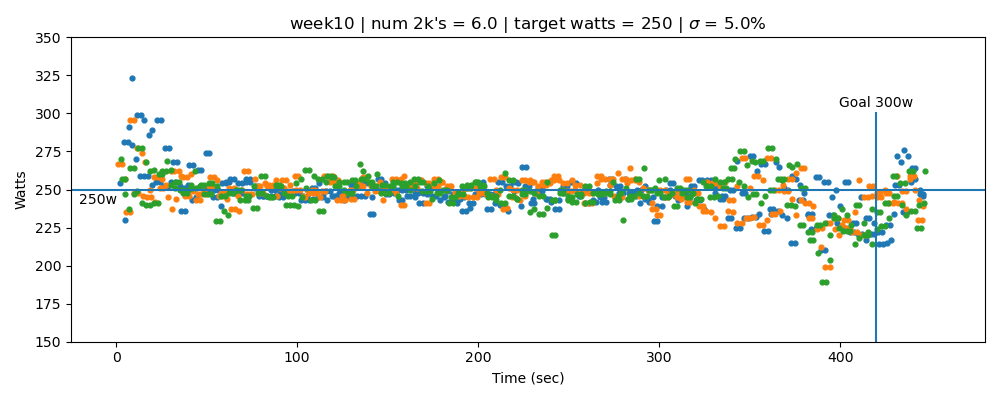 week10 | num 2k's = 6.0 | target watts = 250 | σ = 5.0%
350
325
300
275
250
225
200
175
150
Watts
250w
Goal 300w
0 100 200 300 400
Time (sec)